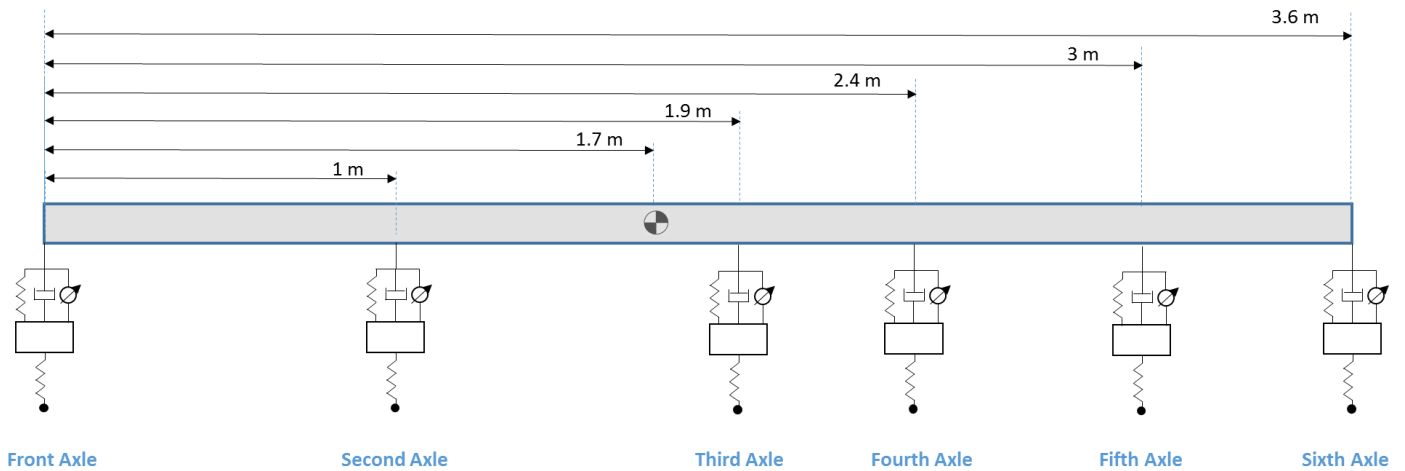 3.6 m
3 m
2.4 m
1.9 m
1.7 m
1 m
Front Axle
Second Axle
Third Axle
Fourth Axle
Fifth Axle
Sixth Axle